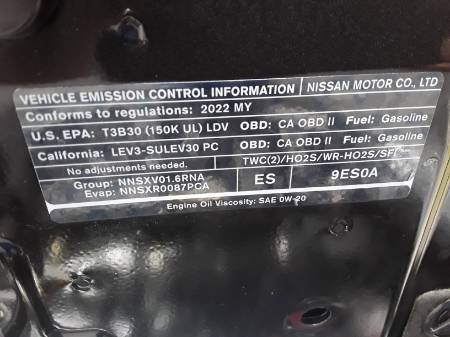 VEHICLE EMISSION CONTROL INFORMATION NISSAN MOTOR CO., LTD
Conforms to regulations: 2022 MY
U.S. EPA: T3B30 (150K UL) LDV OBD: CA OBD II Fuel: Gasoline
California: LEV3-SULEV30 PC OBD: CA OBD II Fuel: Gasoline
No adjustments needed. TWC(2)/HO2S/WR-HO2S/SFI
Group: NNSXV01.6RNA ES 9ES0A
Evap: NNSXR0087PCA
Engine Oil Viscosity: SAE 0W-20